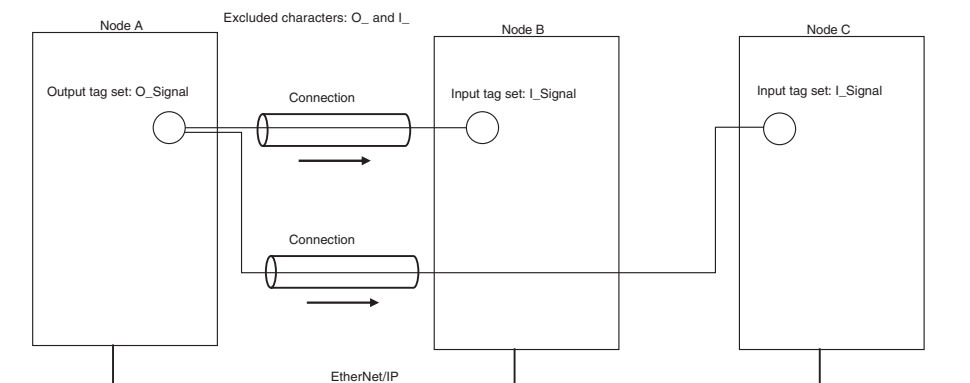 Excluded characters: O_ and I_
Node A
Node B
Node C
Output tag set: O_Signal
Connection
Input tag set: I_Signal
Input tag set: I_Signal
Connection
EtherNet/IP